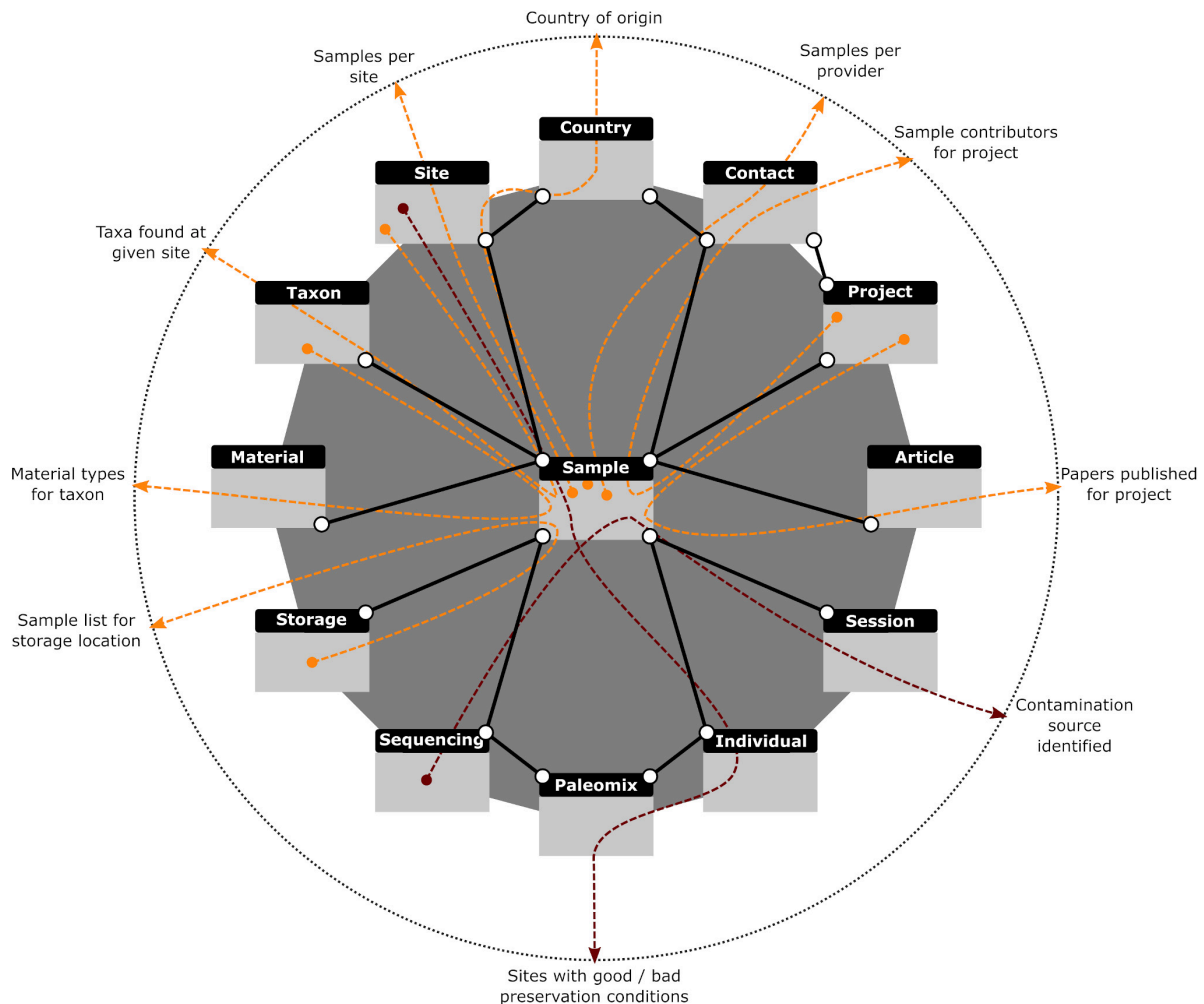 Country of origin
Samples per
site
Samples per
provider
Country
Sample contributors
for project
Site
Contact
Taxa found at
given site
Taxon
Project
Material
Sample
Article
Material types
for taxon
Papers published
for project
Sample list for
storage location
Storage
Session
Contamination
source
identified
Sequencing
Individual
Paleomix
Sites with good / bad
preservation conditions